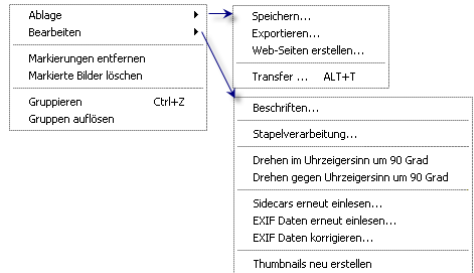 Ablage
Bearbeiten
Markierungen entfernen
Markierte Bilder löschen
Gruppieren Ctrl+Z
Gruppen auflösen
Speichern...
Exportieren...
Web-Seiten erstellen...
Transfer ... ALT+T
Beschriften...
Stapelverarbeitung...
Drehen im Uhrzeigersinn um 90 Grad
Drehen gegen Uhrzeigersinn um 90 Grad
Sidecars erneut einlesen...
EXIF Daten erneut einlesen...
EXIF Daten korrigieren...
Thumbnails neu erstellen